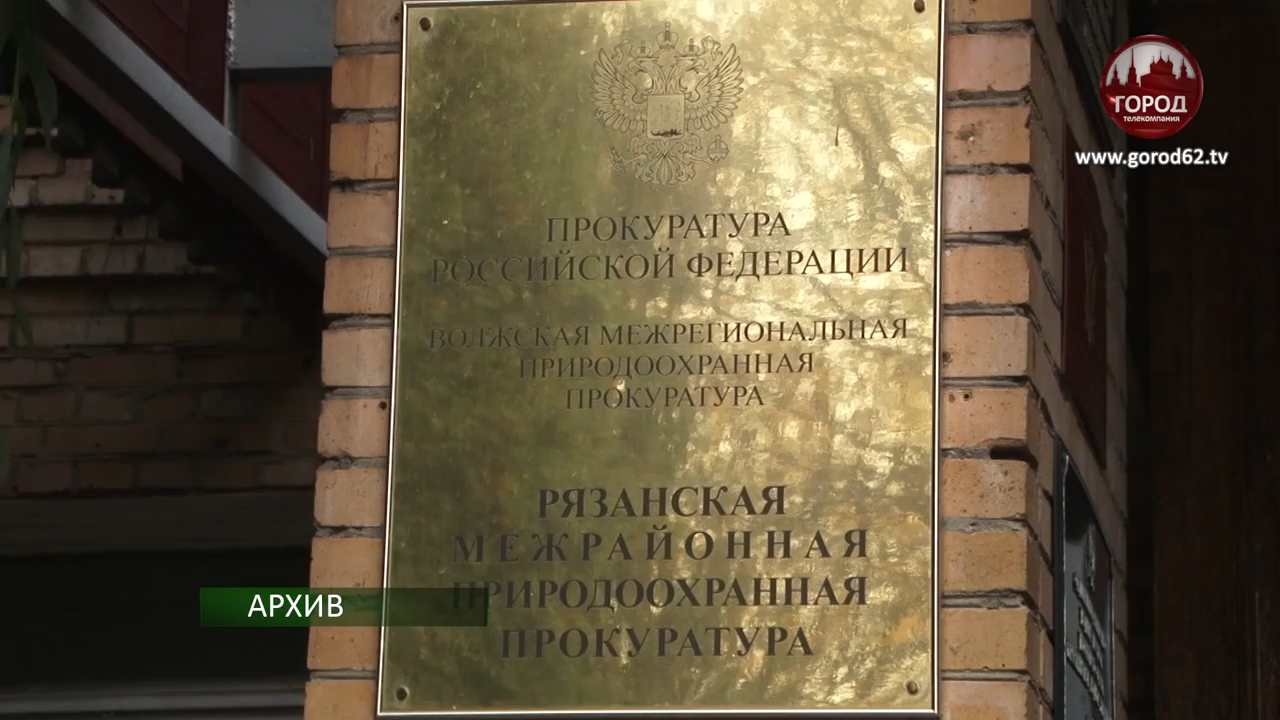 ПРОКУРАТУРА
РОССИЙСКОЙ ФЕДЕРАЦИИ
ВОЛЖСКАЯ МЕЖРЕГИОНАЛЬНАЯ
ПРИРОДООХРАННАЯ
ПРОКУРАТУРА
РЯЗАНСКАЯ
МЕЖРАЙОННАЯ
ПРИРОДООХРАННАЯ
ПРОКУРАТУРА
АРХИВ
ГОРОД
телекомпания
www.gorod62.tv